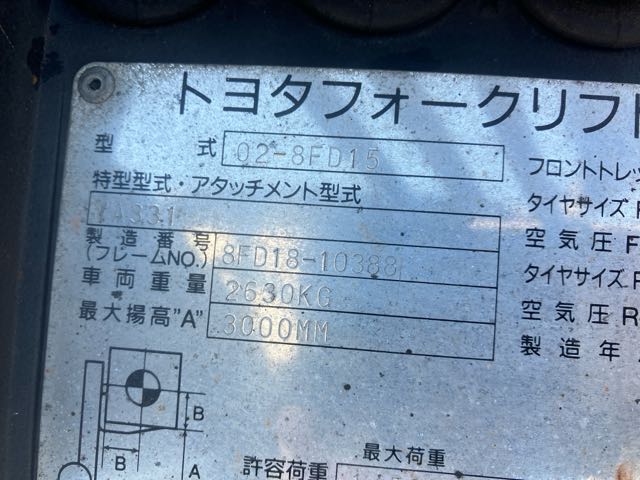 トヨタフォークリフ
型 式 02-8FD15
特型型式・アタッチメント型式
製造番号
(フレームNO.) 8FD18-10388
車両重量 2630KG
最大揚高"A" 3000MM
フロントトレッ
タイヤサイズ F
空気圧 F
タイヤサイズ R
空気圧 R
製造年
B
B
A
最大荷重
許容荷重